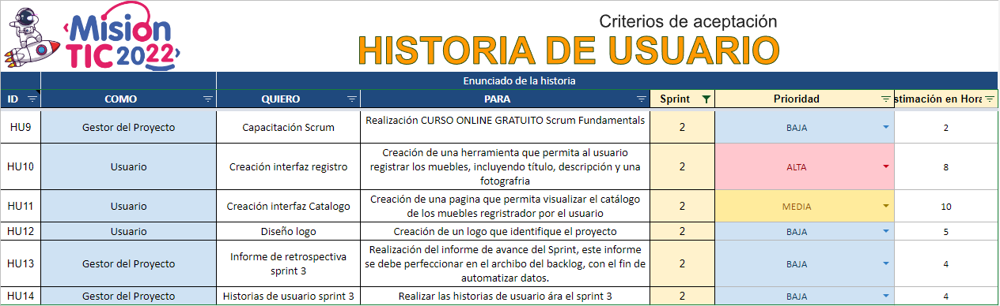 Misión
TIC 2022
Criterios de aceptación
HISTORIA DE USUARIO
Enunciado de la historia
ID COMO QUIERO PARA Sprint Prioridad stimación en Hora
HU9 Gestor del Proyecto Capacitación Scrum Realización CURSO ONLINE GRATUITO Scrum Fundamentals 2 BAJA 2
HU10 Usuario Creación interfaz registro Creación de una herramienta que permita al usuario
registrar los muebles, incluyendo título, descripción y una
fotografria 2 ALTA 8
HU11 Usuario Creación interfaz Catalogo Creación de una pagina que permita visualizar el catálogo
de los muebles regristrador por el usuario 2 MEDIA 10
HU12 Usuario Diseño logo Creación de un logo que identifique el proyecto 2 BAJA 5
HU13 Gestor del Proyecto Informe de retrospectiva
sprint 3 Realización del informe de avance del Sprint, este informe
se debe perfeccionar en el archibo del backlog, con el fin de
automatizar datos. 2 BAJA 4
HU14 Gestor del Proyecto Historias de usuario sprint 3 Realizar las historias de usuario ára el sprint 3 2 BAJA 4